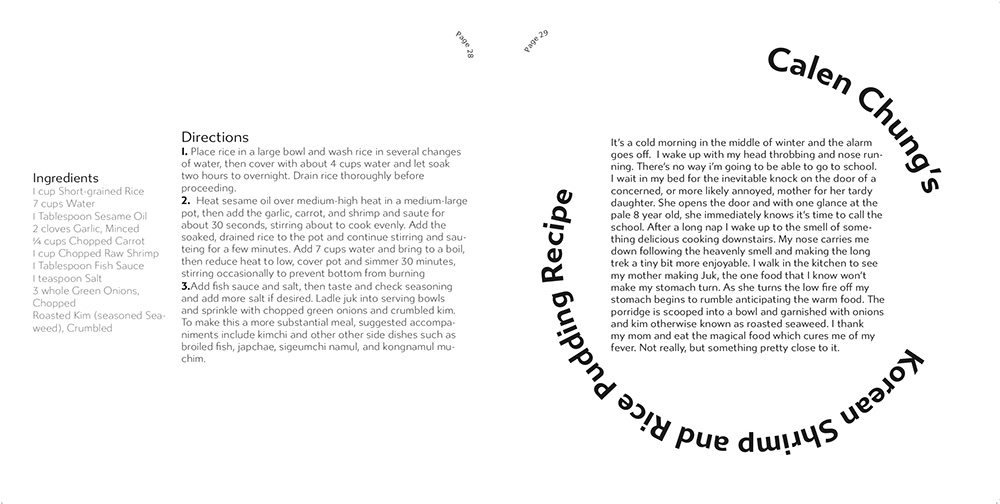 Page 28
Ingredients
1 cup Short-grained Rice
7 cups Water
1 Tablespoon Sesame Oil
2 cloves Garlic, Minced
¼ cups Chopped Carrot
1 cup Chopped Raw Shrimp
1 Tablespoon Fish Sauce
1 teaspoon Salt
3 whole Green Onions,
Chopped
Roasted Kim (seasoned Sea-
weed), Crumbled
Directions
1. Place rice in a large bowl and wash rice in several changes
of water, then cover with about 4 cups water and let soak
two hours to overnight. Drain rice thoroughly before
proceeding.
2. Heat sesame oil over medium-high heat in a medium-large
pot, then add the garlic, carrot, and shrimp and saute for
about 30 seconds, stirring about to cook evenly. Add the
soaked, drained rice to the pot and continue stirring and sau-
teing for a few minutes. Add 7 cups water and bring to a boil,
then reduce heat to low, cover pot and simmer 30 minutes,
stirring occasionally to prevent bottom from burning
3.Add fish sauce and salt, then taste and check seasoning
and add more salt if desired. Ladle juk into serving bowls
and sprinkle with chopped green onions and crumbled kim.
To make this a more substantial meal, suggested accompa-
niments include kimchi and other other side dishes such as
broiled fish, japchae, sigeumchi namul, and kongnamul mu-
chim.
Page 29
Calen Chung's
Korean Shrimp and Rice Pudding Recipe
It's a cold morning in the middle of winter and the alarm
goes off. I wake up with my head throbbing and nose run-
ning. There's no way i'm going to be able to go to school.
I wait in my bed for the inevitable knock on the door of a
concerned, or more likely annoyed, mother for her tardy
daughter. She opens the door and with one glance at the
pale 8 year old, she immediately knows it's time to call the
school. After a long nap I wake up to the smell of some-
thing delicious cooking downstairs. My nose carries me
down following the heavenly smell and making the long
trek a tiny bit more enjoyable. I walk in the kitchen to see
my mother making Juk, the one food that I know won't
make my stomach turn. As she turns the low fire off my
stomach begins to rumble anticipating the warm food. The
porridge is scooped into a bowl and garnished with onions
and kim otherwise known as roasted seaweed. I thank
my mom and eat the magical food which cures me of my
fever. Not really, but something pretty close to it.